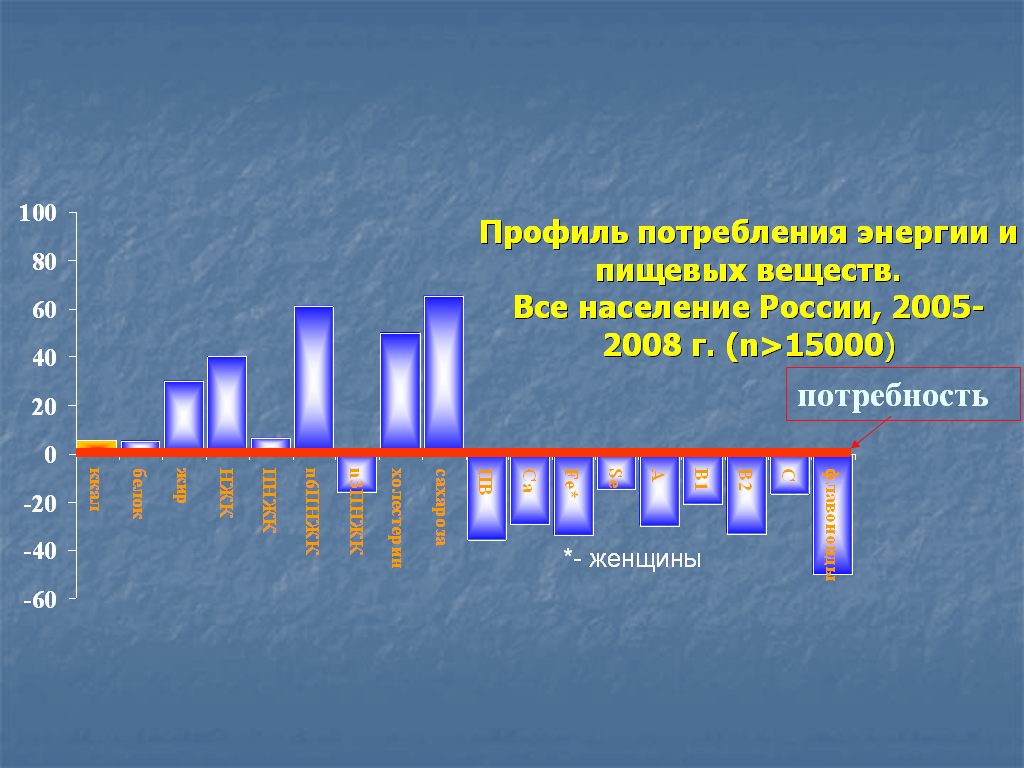 Профиль потребления энергии и
пищевых веществ.
Все население России, 2005-
2008 г. (n>15000)
потребность
100
80
60
40
20
0
-20
-40
-60
ккал
белок
жир
НЖК
ПНЖК
n6ПНЖК
n3ПНЖК
холестерин
сахароза
ПВ
Ca
Fe*
Se
A
B1
B2
C
флавоноиды
*- женщины